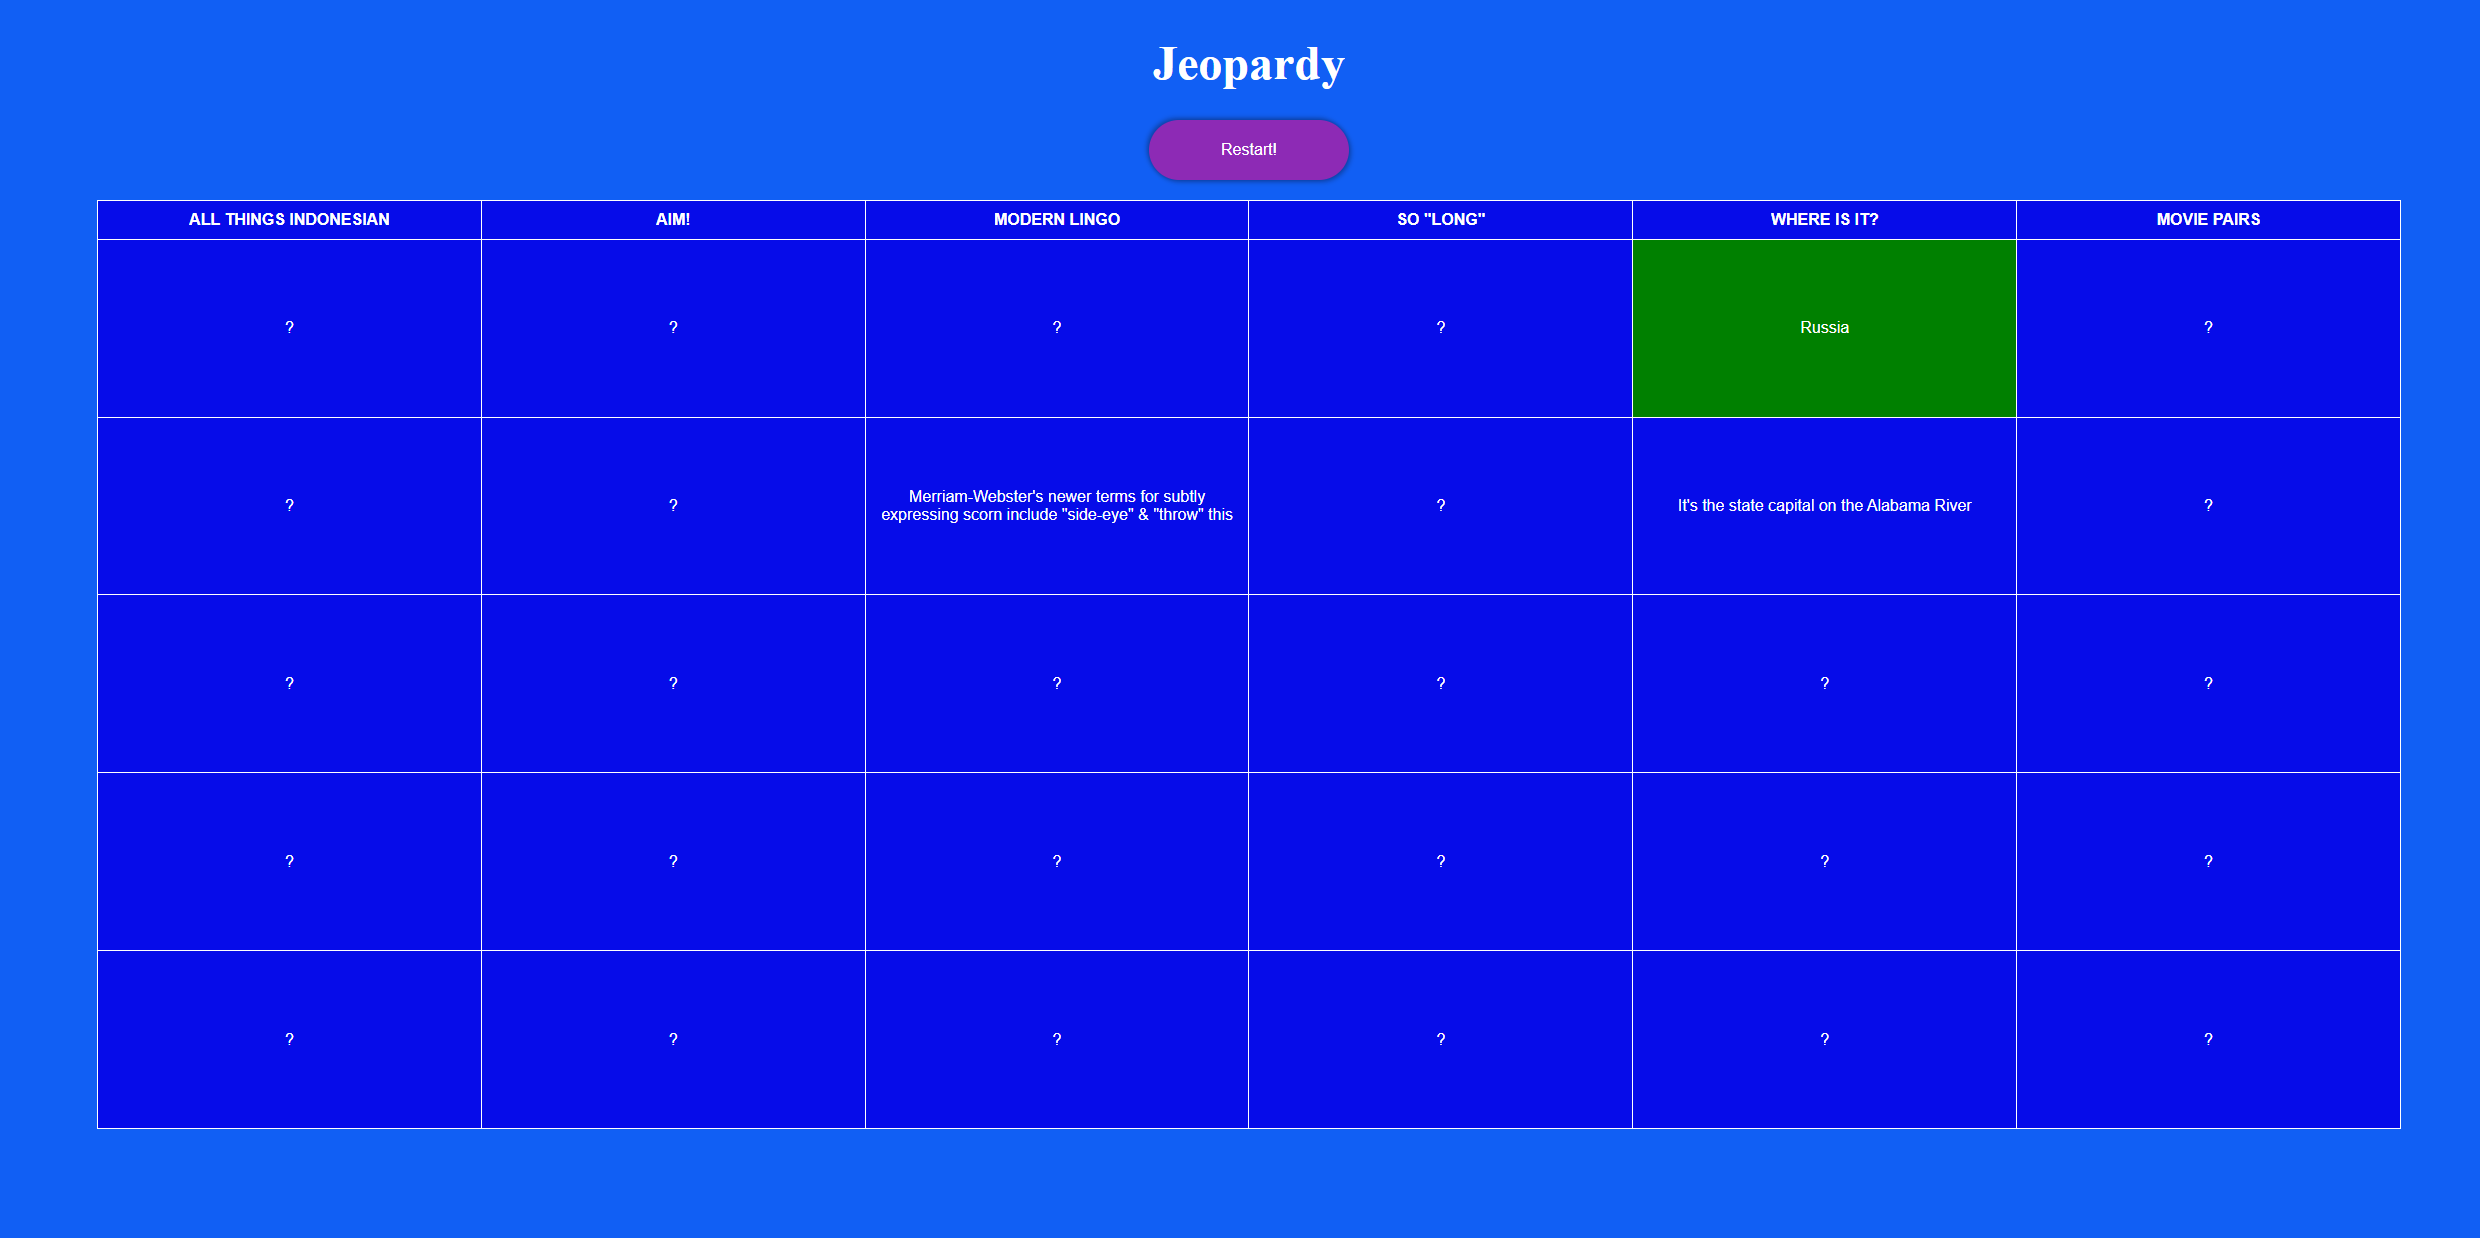 Jeopardy
Restart!
ALL THINGS INDONESIAN AIM! MODERN LINGO SO "LONG" WHERE IS IT? MOVIE PAIRS
? ? ? ? Russia ?
? ? Merriam-Webster's newer terms for subtly
expressing scorn include "side-eye" & "throw" this ? It's the state capital on the Alabama River ?
? ? ? ? ? ?
? ? ? ? ? ?
? ? ? ? ? ?